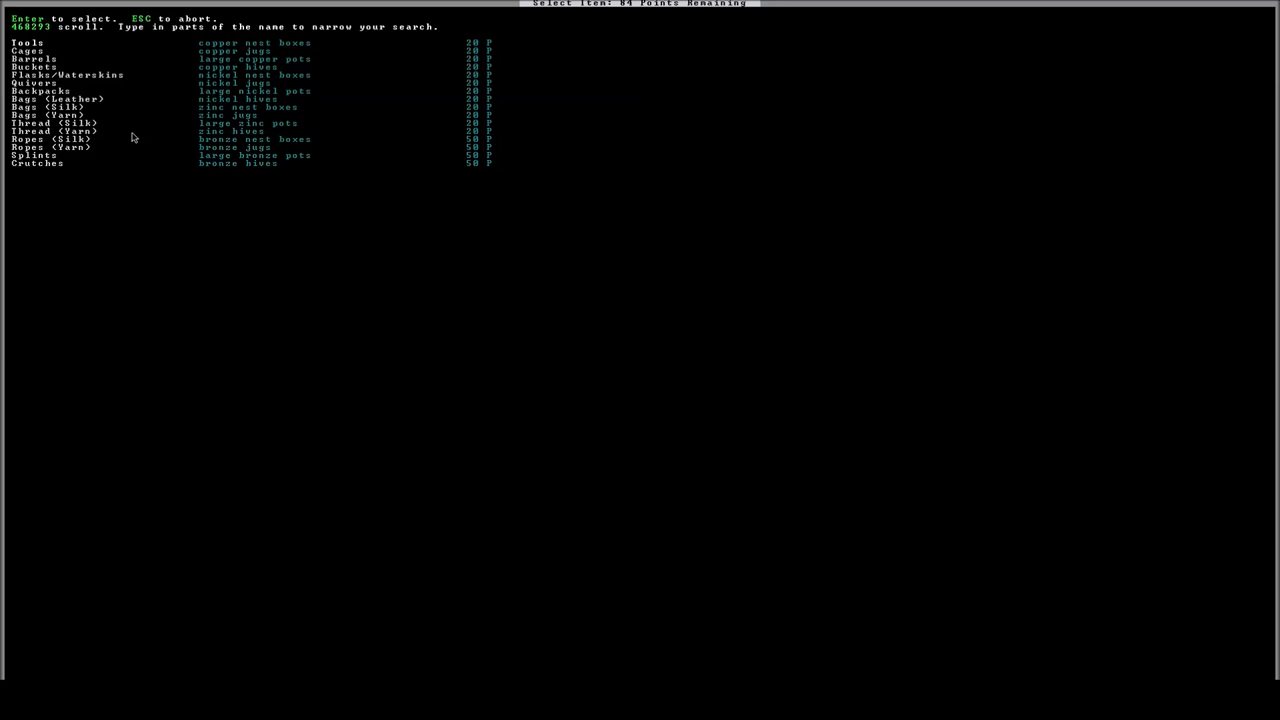 Select Item: 84 Points Remaining
Enter to select.  ESC to abort.
468293 scroll.  Type in parts of the name to narrow your search.
Tools copper nest boxes 20 P
Cages copper jugs 20 P
Barrels large copper pots 20 P
Buckets copper hives 20 P
Flasks/Waterskins nickel nest boxes 20 P
Quivers nickel jugs 20 P
Backpacks large nickel pots 20 P
Bags (Leather) nickel hives 20 P
Bags (Silk) zinc nest boxes 20 P
Bags (Yarn) zinc jugs 20 P
Thread (Silk) large zinc pots 20 P
Thread (Yarn) zinc hives 20 P
Ropes (Silk) bronze nest boxes 50 P
Ropes (Yarn) bronze jugs 50 P
Splints large bronze pots 50 P
Crutches bronze hives 50 P